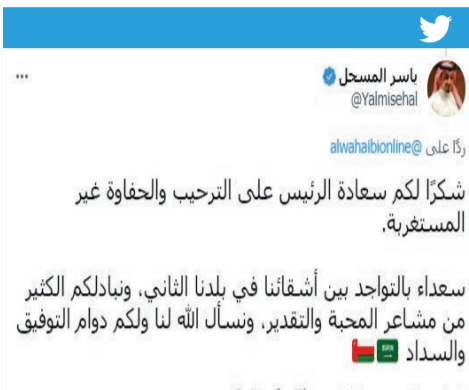 ياسر المسحل
@Yalmisehal
ردًا على @alwahaibionline
شكرًا لكم سعادة الرئيس على الترحيب والحفاوة غير
المستغربة.
سعداء بالتواجد بين أشقائنا في بلدنا الثاني، ونبادلكم الكثير
من مشاعر المحبة والتقدير، ونسأل الله لنا ولكم دوام التوفيق
والسداد 🇸🇦🇴🇲